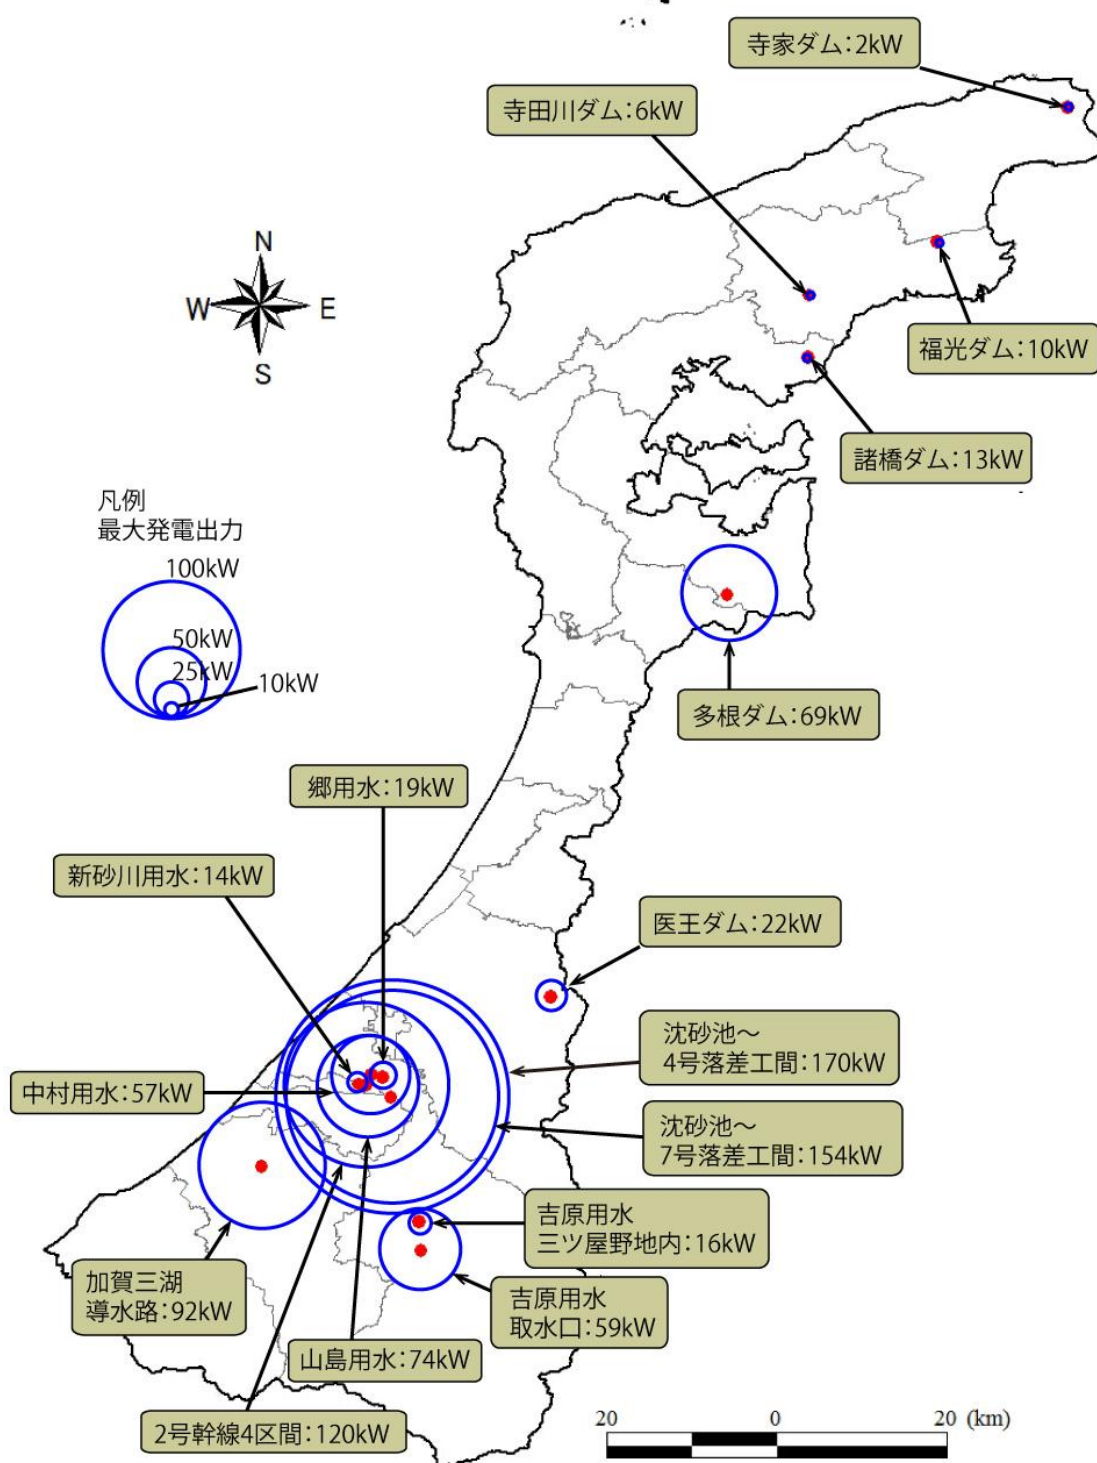 寺家ダム：2kW
寺田川ダム：6kW
N
W
E
S
福光ダム：10kW
諸橋ダム：13kW
凡例
最大発電出力
100kW
50kW
25kW
10kW
多根ダム：69kW
郷用水：19kW
新砂川用水：14kW
医王ダム：22kW
沈砂池～
4号落差工間：170kW
中村用水：57kW
沈砂池～
7号落差工間：154kW
吉原用水
三ツ屋野地内：16kW
加賀三湖
導水路：92kW
吉原用水
取水口：59kW
山島用水：74kW
2号幹線4区間：120kW
20 0 20 (km)